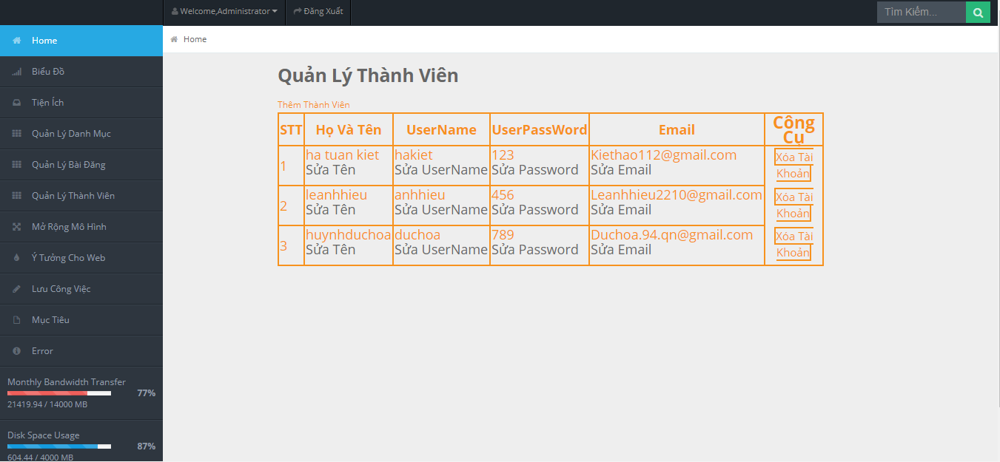 Welcome,Administrator
Đăng Xuất
Tìm Kiếm...
Home
Home
Biểu Đồ
Tiện Ích
Quản Lý Danh Mục
Quản Lý Bài Đăng
Quản Lý Thành Viên
Mở Rộng Mô Hình
Ý Tưởng Cho Web
Lưu Công Việc
Mục Tiêu
Error
Monthly Bandwidth Transfer
77%
21419.94 / 14000 MB
Disk Space Usage
87%
604.44 / 4000 MB
Quản Lý Thành Viên
Thêm Thành Viên
STT Họ Và Tên UserName UserPassWord Email Công Cụ
1 ha tuan kiet hakiet 123 Kiethao112@gmail.com Xóa Tài
Sửa Tên Sửa UserName Sửa Password Sửa Email Khoản
2 leanhhieu anhhieu 456 Leanhhieu2210@gmail.com Xóa Tài
Sửa Tên Sửa UserName Sửa Password Sửa Email Khoản
3 huynhduchoa duchoa 789 Duchoa.94.qn@gmail.com Xóa Tài
Sửa Tên Sửa UserName Sửa Password Sửa Email Khoản